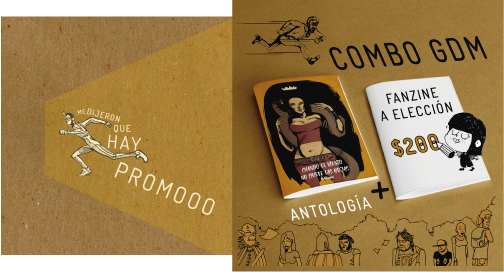 ME DIJERON
QUE
HAY
PROMOOO
COMBO GDM
FANZINE
A ELECCIÓN
$200
ANTOLOGÍA
+